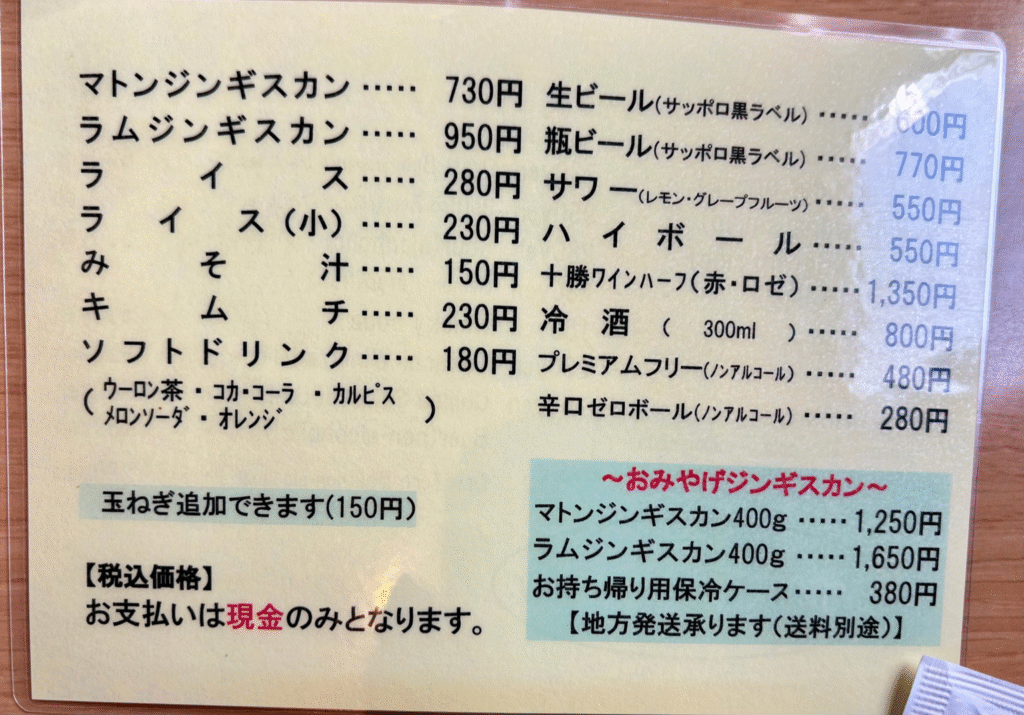 マトンジンギスカン ····· 730円
ラムジンギスカン ····· 950円
ライス ····· 280円
ライス(小) ····· 230円
みそ汁 ····· 150円
キムチ ····· 230円
ソフトドリンク ····· 180円
(ウーロン茶・コカ・コーラ・カルピス
メロンソーダ・オレンジ)
玉ねぎ追加できます(150円)
【税込価格】
お支払いは現金のみとなります。
生ビール(サッポロ黒ラベル) ····· 600円
瓶ビール(サッポロ黒ラベル) ····· 770円
サワー(レモン・グレープフルーツ) ····· 550円
ハイボール ····· 550円
十勝ワインハーフ(赤・ロゼ) ····· 1,350円
冷酒(300ml) ····· 800円
プレミアムフリー(ノンアルコール) ····· 480円
辛口ゼロボール(ノンアルコール) ····· 280円
～おみやげジンギスカン～
マトンジンギスカン400g ····· 1,250円
ラムジンギスカン400g ····· 1,650円
お持ち帰り用保冷ケース ····· 380円
【地方発送承ります(送料別途)】